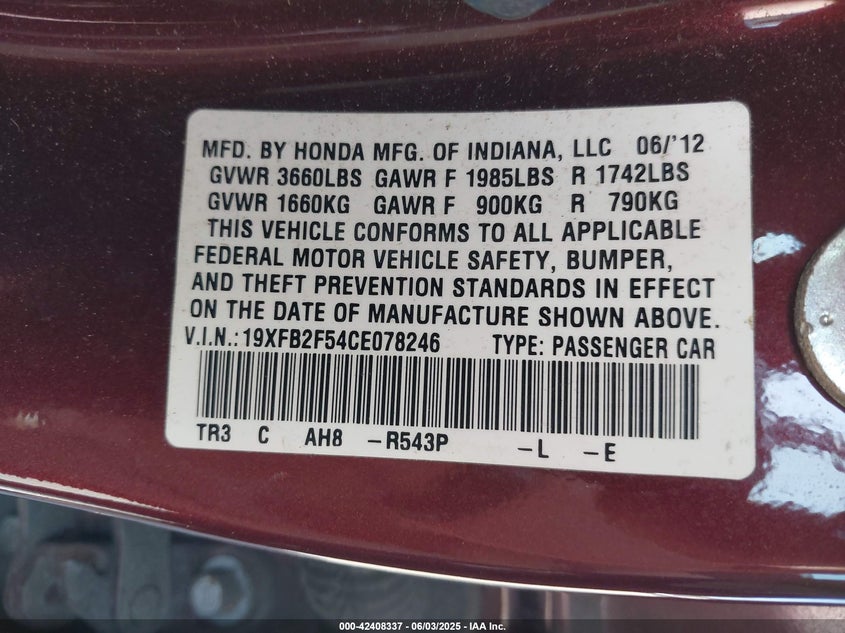 MFD. BY HONDA MFG. OF INDIANA, LLC 06/'12
GVWR 3660LBS GAWR F 1985LBS R 1742LBS
GVWR 1660KG GAWR F 900KG R 790KG
THIS VEHICLE CONFORMS TO ALL APPLICABLE
FEDERAL MOTOR VEHICLE SAFETY, BUMPER,
AND THEFT PREVENTION STANDARDS IN EFFECT
ON THE DATE OF MANUFACTURE SHOWN ABOVE.
V.I.N.:19XFB2F54CE078246 TYPE: PASSENGER CAR
TR3 C AH8 -R543P -L -E
000-42408337 - 06/03/2025 - IAA Inc.